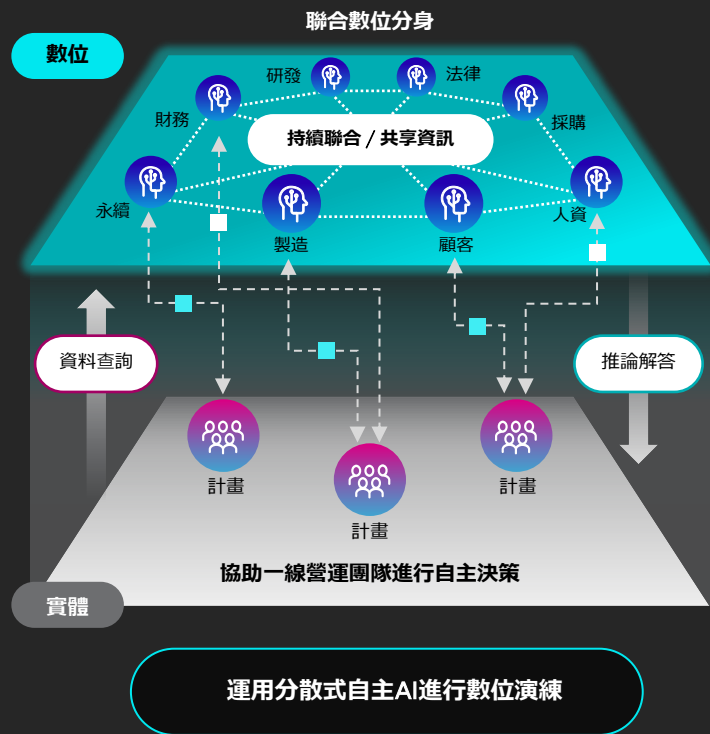 聯合數位分身
數位
研發
法律
財務
採購
持續聯合 / 共享資訊
永續
人資
製造
顧客
資料查詢
推論解答
計畫
計畫
計畫
協助一線營運團隊進行自主決策
實體
運用分散式自主AI進行數位演練